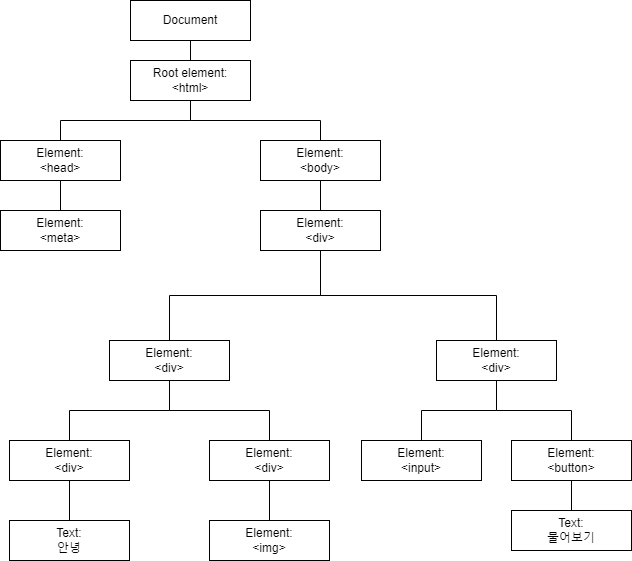 Document
Root element:
<html>
Element:
<head>
Element:
<body>
Element:
<meta>
Element:
<div>
Element:
<div>
Element:
<div>
Element:
<div>
Element:
<div>
Element:
<input>
Element:
<button>
Text:
안녕
Element:
<img>
Text:
물어보기